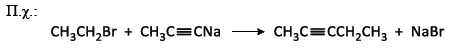 Π.χ.:
CH₃CH₂Br + CH₃C≡CNa ⟶ CH₃C≡CCH₂CH₃ + NaBr